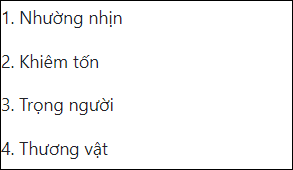 1. Nhường nhịn
2. Khiêm tốn
3. Trọng người
4. Thương vật